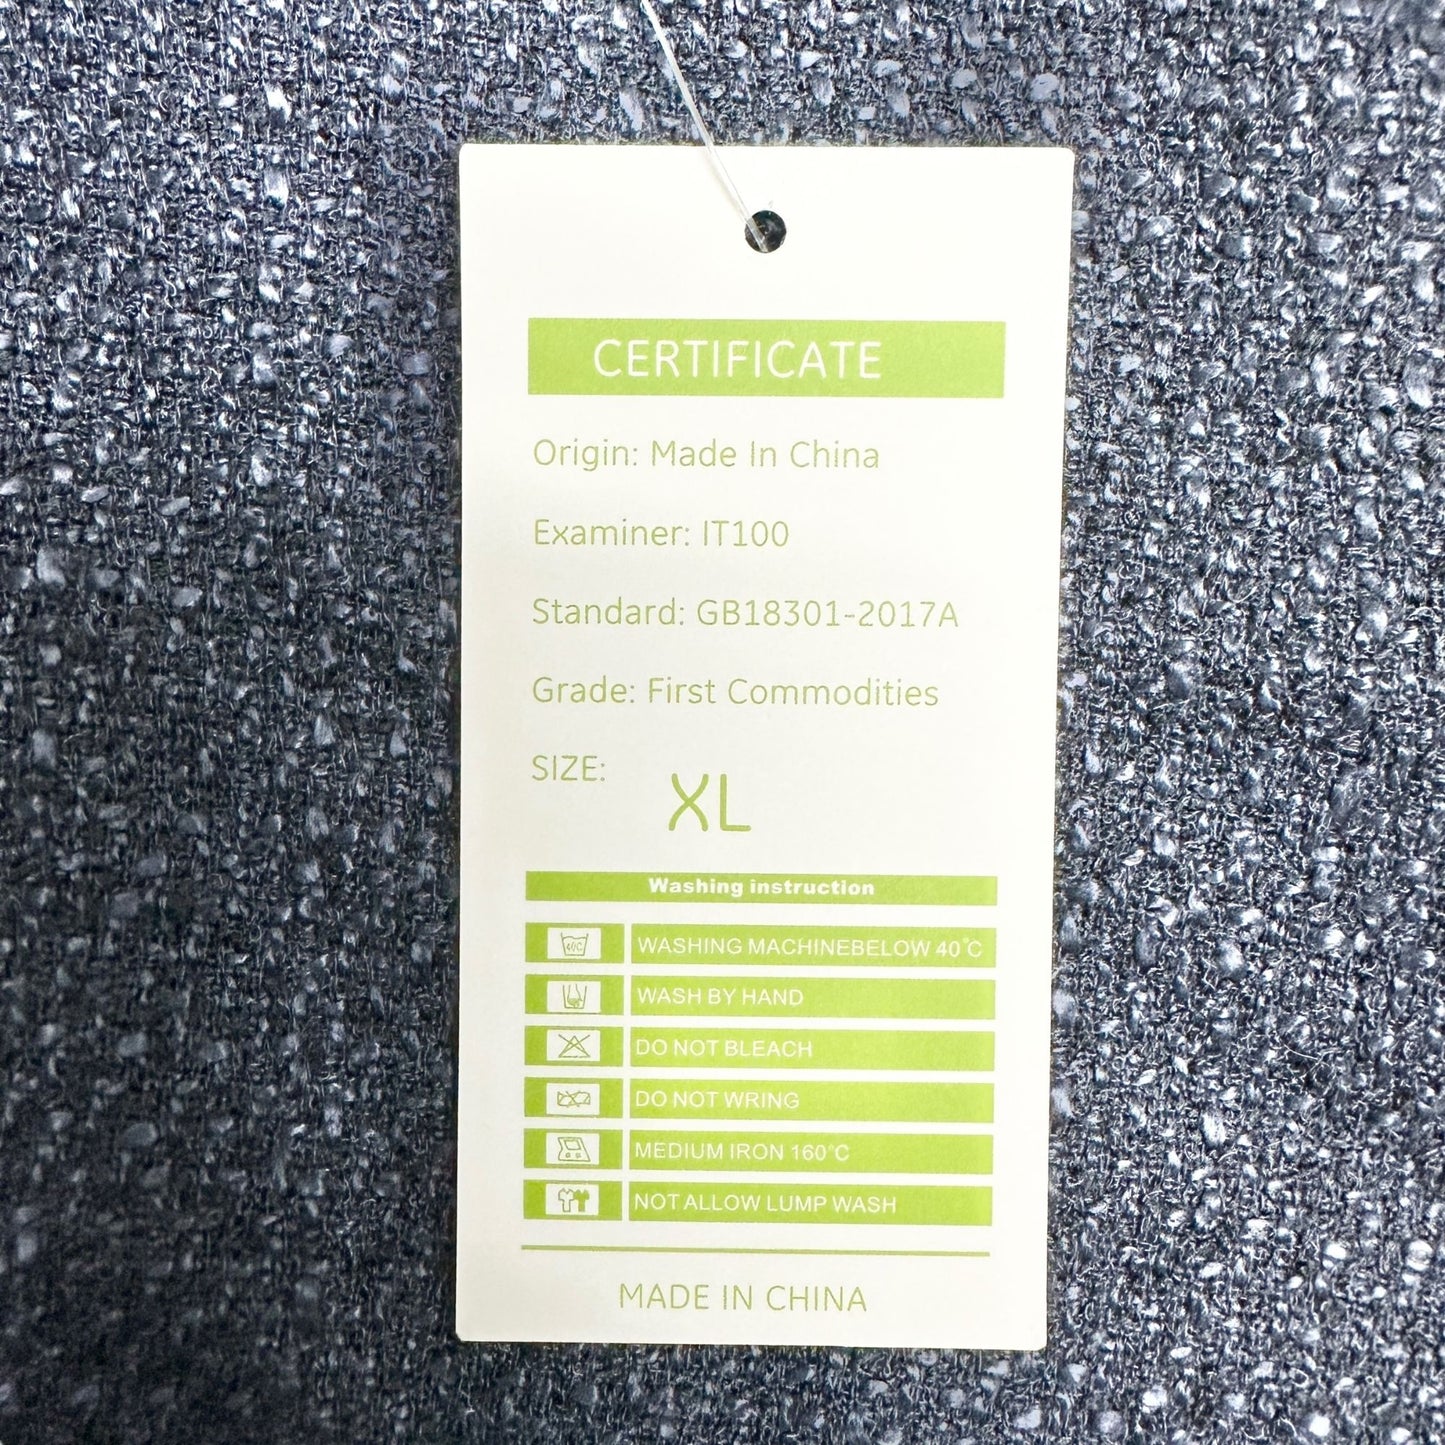 CERTIFICATE
Origin: Made In China
Examiner: IT100
Standard: GB18301-2017A
Grade: First Commodities
SIZE: XL
Washing instruction
WASHING MACHINEBELOW 40℃
WASH BY HAND
DO NOT BLEACH
DO NOT WRING
MEDIUM IRON 160℃
NOT ALLOW LUMP WASH
MADE IN CHINA